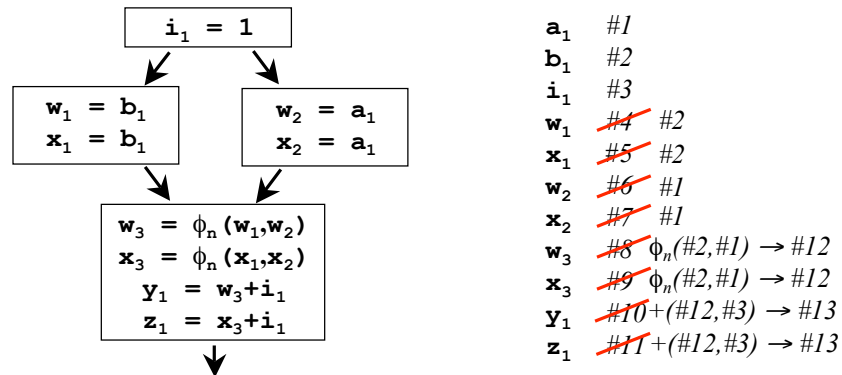 i₁ = 1
w₁ = b₁
x₁ = b₁
w₂ = a₁
x₂ = a₁
w₃ = ϕₙ(w₁,w₂)
x₃ = ϕₙ(x₁,x₂)
y₁ = w₃+i₁
z₁ = x₃+i₁
a₁ #1
b₁ #2
i₁ #3
w₁ #4 #2
x₁ #5 #2
w₂ #6 #1
x₂ #7 #1
w₃ #8 ϕₙ(#2,#1) → #12
x₃ #9 ϕₙ(#2,#1) → #12
y₁ #10 +(#12,#3) → #13
z₁ #11 +(#12,#3) → #13